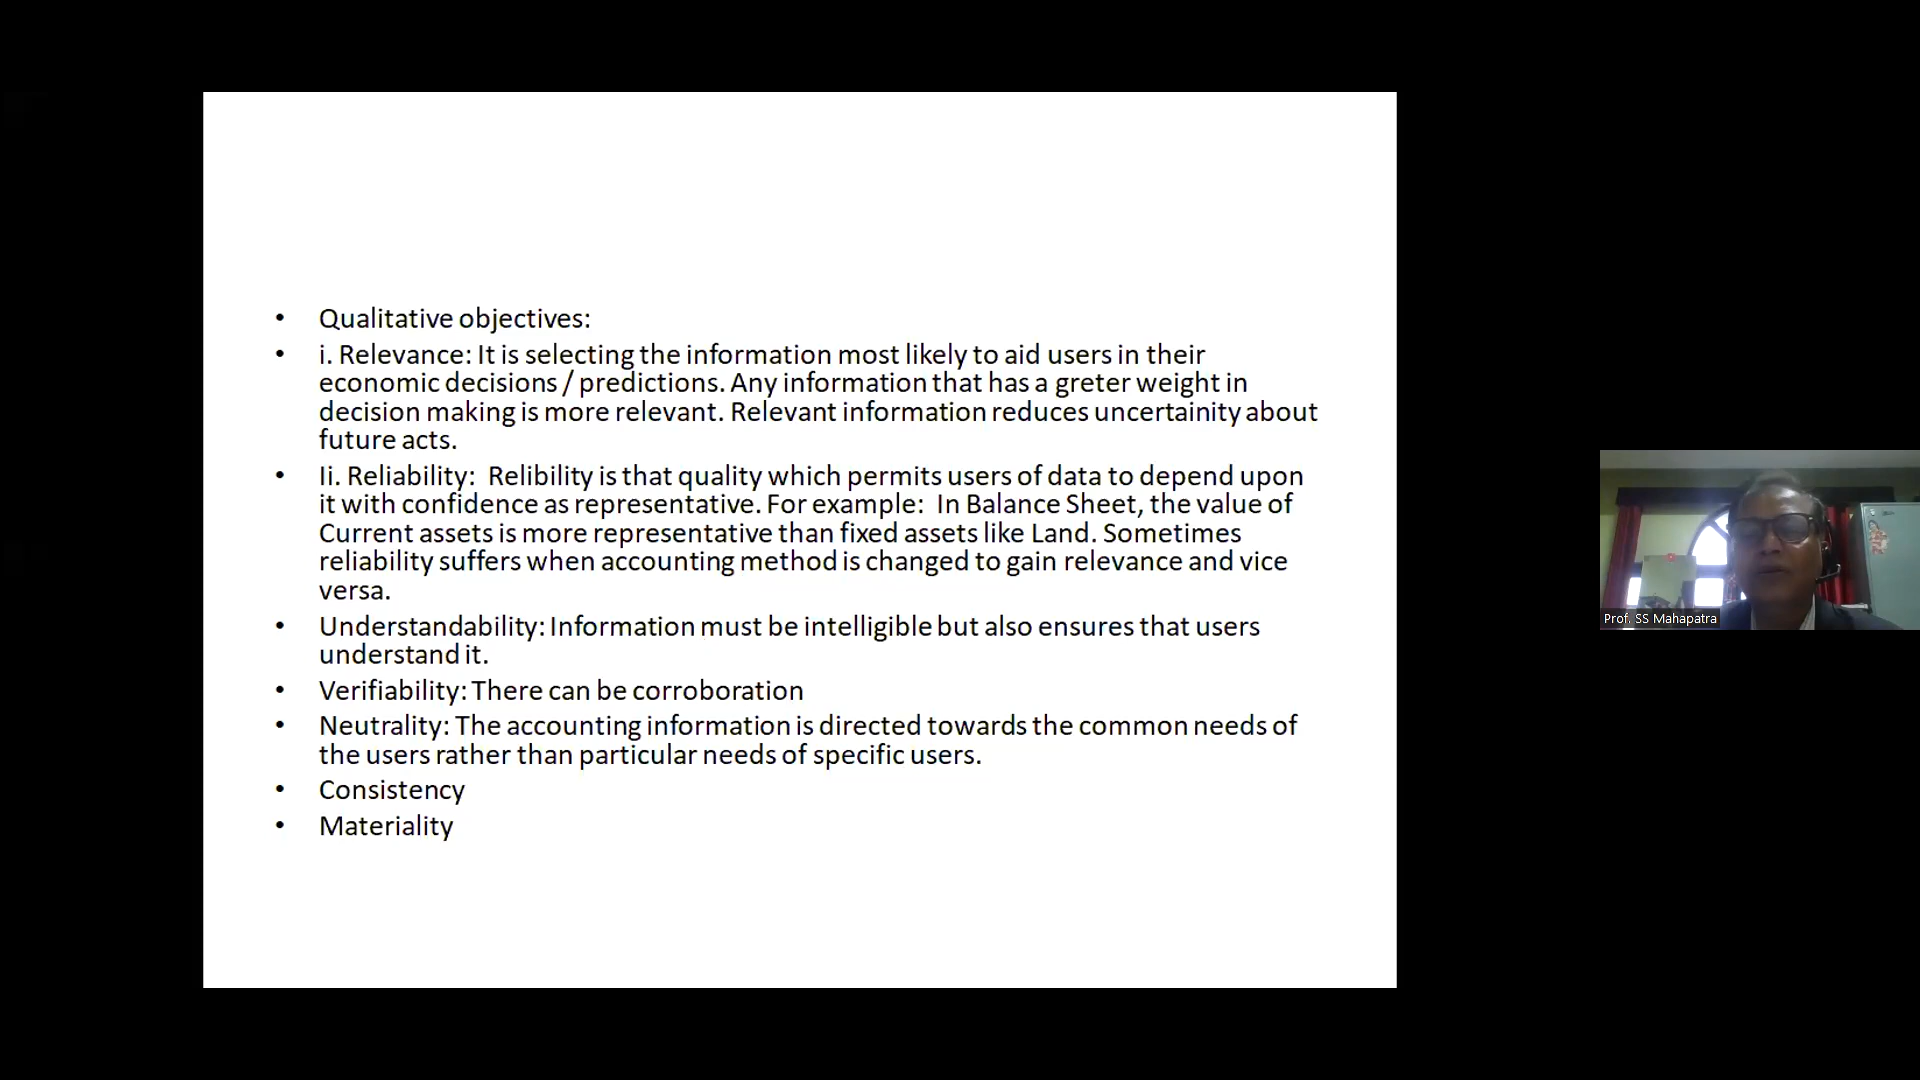 • Qualitative objectives:
• i. Relevance: It is selecting the information most likely to aid users in their
economic decisions / predictions. Any information that has a greter weight in
decision making is more relevant. Relevant information reduces uncertainity about
future acts.
• Ii. Reliability:  Relibility is that quality which permits users of data to depend upon
it with confidence as representative. For example:  In Balance Sheet, the value of
Current assets is more representative than fixed assets like Land. Sometimes
reliability suffers when accounting method is changed to gain relevance and vice
versa.
• Understandability: Information must be intelligible but also ensures that users
understand it.
• Verifiability: There can be corroboration
• Neutrality: The accounting information is directed towards the common needs of
the users rather than particular needs of specific users.
• Consistency
• Materiality
Prof. SS Mahapatra